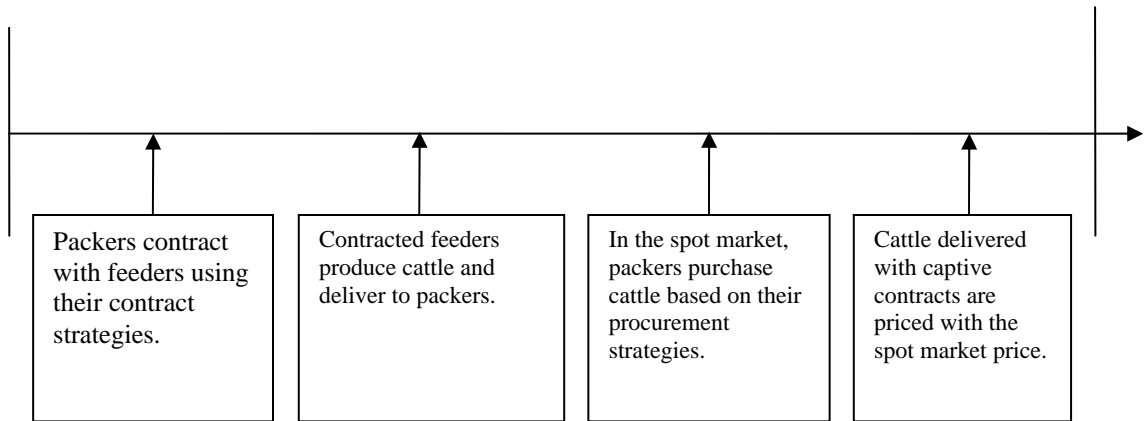 Packers contract
with feeders using
their contract
strategies.
Contracted feeders
produce cattle and
deliver to packers.
In the spot market,
packers purchase
cattle based on their
procurement
strategies.
Cattle delivered
with captive
contracts are
priced with the
spot market price.